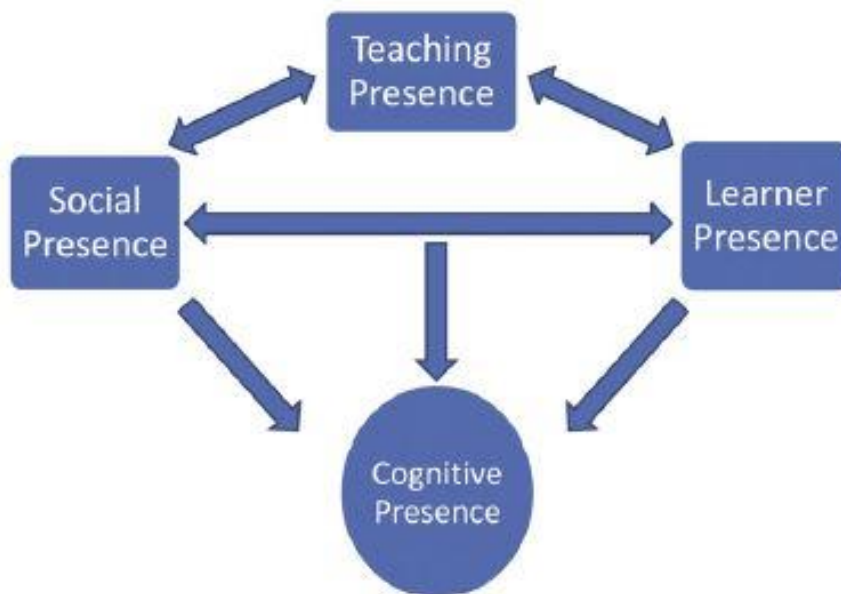 Teaching
Presence
Social
Presence
Learner
Presence
Cognitive
Presence